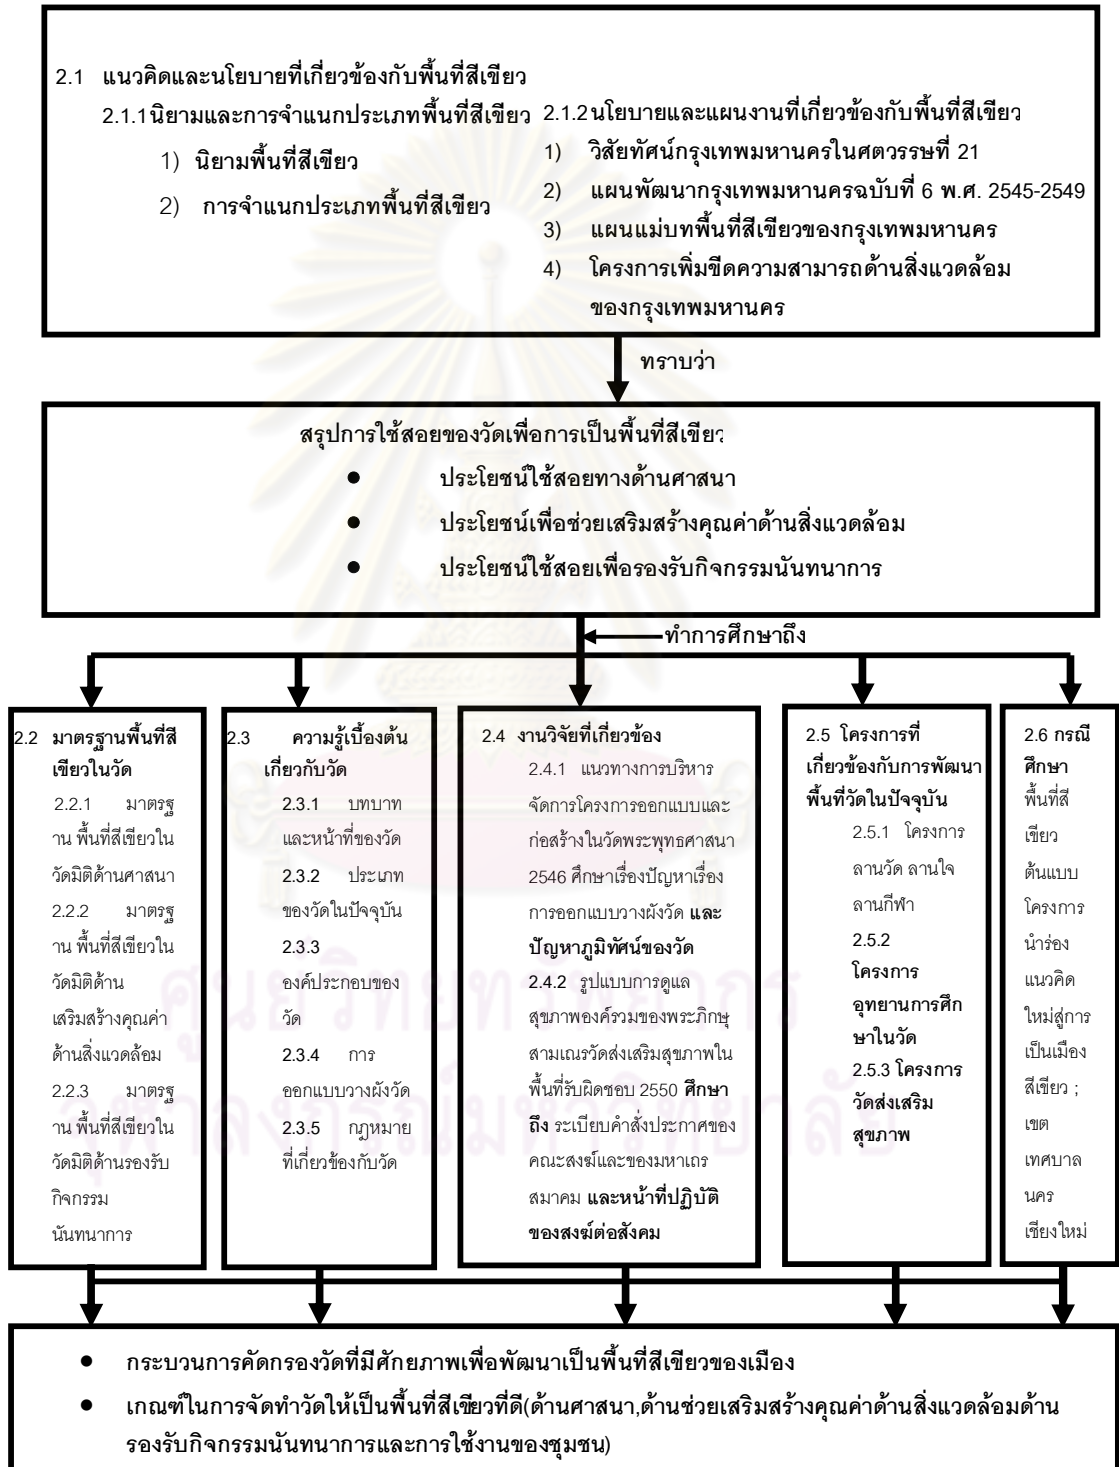 2.1 แนวคิดและนโยบายที่เกี่ยวข้องกับพื้นที่สีเขียว
2.1.1นิยามและการจำแนกประเภทพื้นที่สีเขียว
1) นิยามพื้นที่สีเขียว
2) การจำแนกประเภทพื้นที่สีเขียว
2.1.2นโยบายและแผนงานที่เกี่ยวข้องกับพื้นที่สีเขียว
1) วิสัยทัศน์กรุงเทพมหานครในศตวรรษที่ 21
2) แผนพัฒนากรุงเทพมหานครฉบับที่ 6 พ.ศ. 2545-2549
3) แผนแม่บทพื้นที่สีเขียวของกรุงเทพมหานคร
4) โครงการเพิ่มขีดความสามารถด้านสิ่งแวดล้อม
ของกรุงเทพมหานคร
ทราบว่า
สรุปการใช้สอยของวัดเพื่อการเป็นพื้นที่สีเขียว
● ประโยชน์ใช้สอยทางด้านศาสนา
● ประโยชน์เพื่อช่วยเสริมสร้างคุณค่าด้านสิ่งแวดล้อม
● ประโยชน์ใช้สอยเพื่อรองรับกิจกรรมนันทนาการ
ทำการศึกษาถึง
2.2 มาตรฐานพื้นที่สี
เขียวในวัด
2.2.1 มาตรฐ
าน พื้นที่สีเขียวใน
วัดมิติด้านศาสนา
2.2.2 มาตรฐ
าน พื้นที่สีเขียวใน
วัดมิติด้าน
เสริมสร้างคุณค่า
ด้านสิ่งแวดล้อม
2.2.3 มาตรฐ
าน พื้นที่สีเขียวใน
วัดมิติด้านรองรับ
กิจกรรม
นันทนาการ
2.3 ความรู้เบื้องต้น
เกี่ยวกับวัด
2.3.1 บทบาท
และหน้าที่ของวัด
2.3.2 ประเภท
ของวัดในปัจจุบัน
2.3.3
องค์ประกอบของ
วัด
2.3.4 การ
ออกแบบวางผังวัด
2.3.5 กฎหมาย
ที่เกี่ยวข้องกับวัด
2.4 งานวิจัยที่เกี่ยวข้อง
2.4.1 แนวทางการบริหาร
จัดการโครงการออกแบบและ
ก่อสร้างในวัดพระพุทธศาสนา
2546 ศึกษาเรื่องปัญหาเรื่อง
การออกแบบวางผังวัด และ
ปัญหาภูมิทัศน์ของวัด
2.4.2 รูปแบบการดูแล
สุขภาพองค์รวมของพระภิกษุ
สามเณรวัดส่งเสริมสุขภาพใน
พื้นที่รับผิดชอบ 2550 ศึกษา
ถึง ระเบียบคำสั่งประกาศของ
คณะสงฆ์และของมหาเถร
สมาคม และหน้าที่ปฏิบัติ
ของสงฆ์ต่อสังคม
2.5 โครงการที่
เกี่ยวข้องกับการพัฒนา
พื้นที่วัดในปัจจุบัน
2.5.1 โครงการ
ลานวัด ลานใจ
ลานกีฬา
2.5.2
โครงการ
อุทยานการศึก
ษาในวัด
2.5.3 โครงการ
วัดส่งเสริม
สุขภาพ
2.6 กรณี
ศึกษา
พื้นที่สี
เขียว
ต้นแบบ
โครงการ
นำร่อง
แนวคิด
ใหม่สู่การ
เป็นเมือง
สีเขียว ;
เขต
เทศบาล
นคร
เชียงใหม่
ศูนย์วิทยทรัพยากร
จุฬาลงกรณ์มหาวิทยาลัย
● กระบวนการคัดกรองวัดที่มีศักยภาพเพื่อพัฒนาเป็นพื้นที่สีเขียวของเมือง
● เกณฑ์ในการจัดทำวัดให้เป็นพื้นที่สีเขียวที่ดี(ด้านศาสนา,ด้านช่วยเสริมสร้างคุณค่าด้านสิ่งแวดล้อมด้าน
รองรับกิจกรรมนันทนาการและการใช้งานของชุมชน)